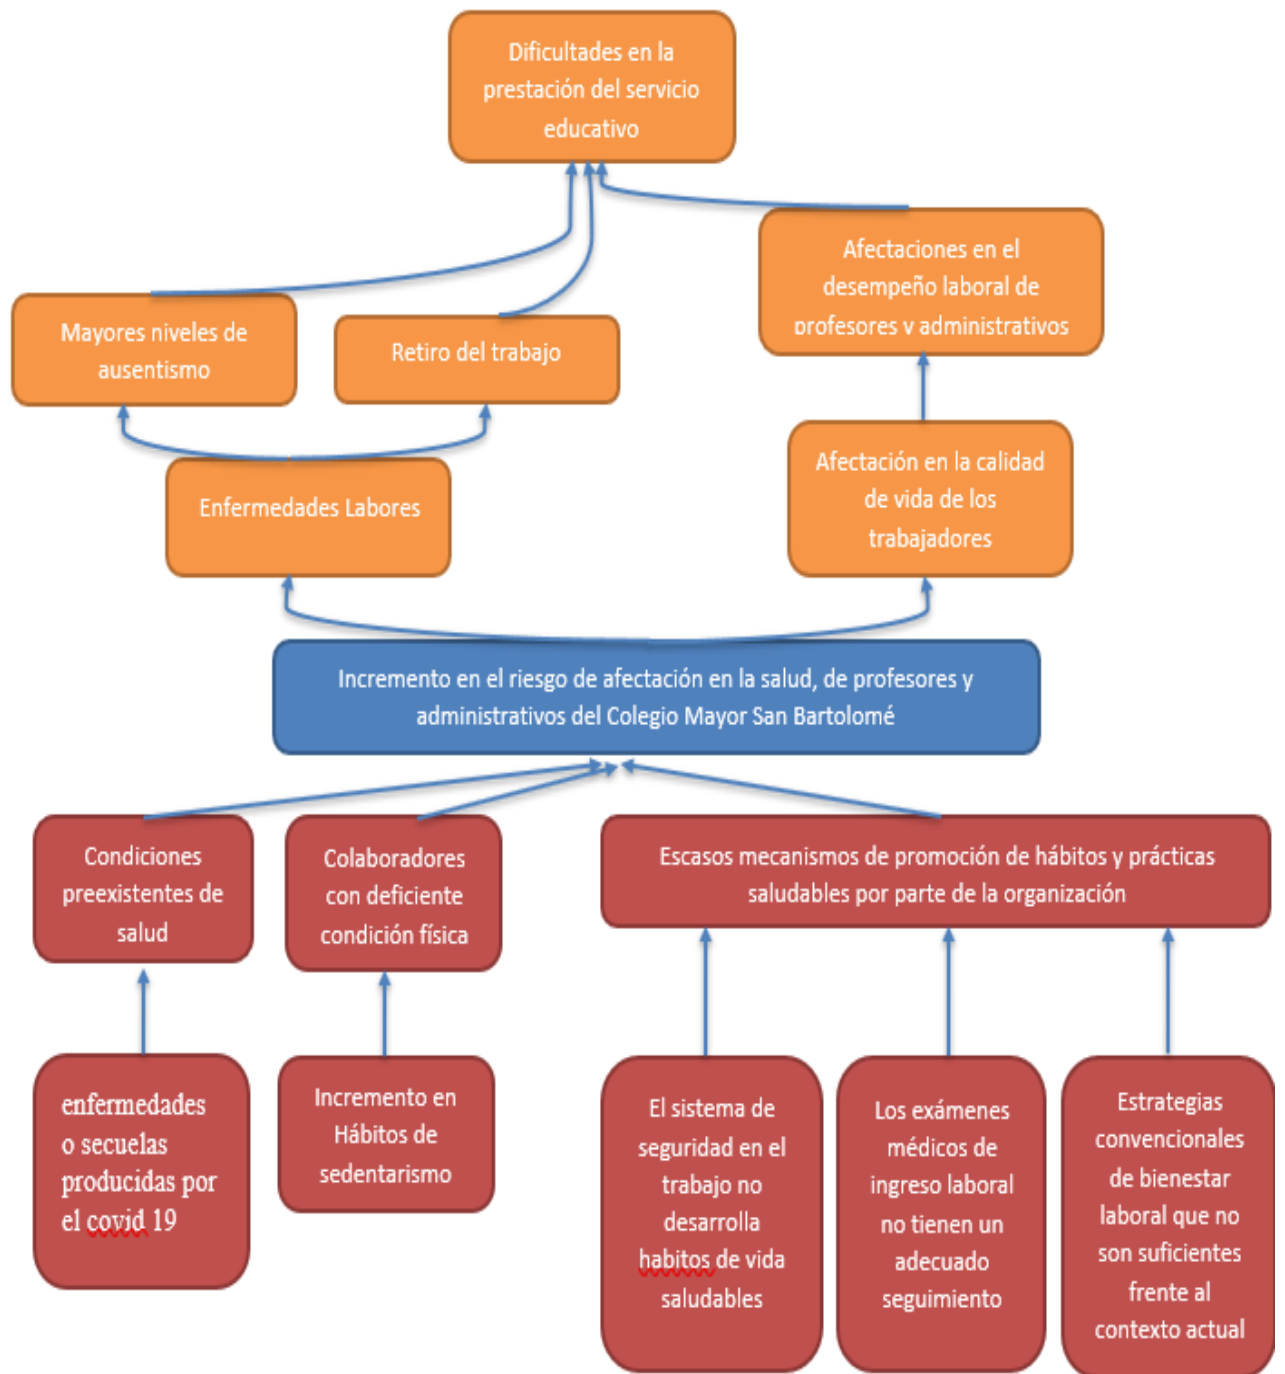 Dificultades en la
prestación del servicio
educativo
Afectaciones en el
desempeño laboral de
profesores y administrativos
Mayores niveles de
ausentismo
Retiro del trabajo
Enfermedades Labores
Afectación en la calidad
de vida de los
trabajadores
Incremento en el riesgo de afectación en la salud, de profesores y
administrativos del Colegio Mayor San Bartolomé
Condiciones
preexistentes de
salud
Colaboradores
con deficiente
condición física
Escasos mecanismos de promoción de hábitos y prácticas
saludables por parte de la organización
enfermedades
o secuelas
producidas por
el covid 19
Incremento en
Hábitos de
sedentarismo
El sistema de
seguridad en el
trabajo no
desarrolla
habitos de vida
saludables
Los exámenes
médicos de
ingreso laboral
no tienen un
adecuado
seguimiento
Estrategias
convencionales
de bienestar
laboral que no
son suficientes
frente al
contexto actual